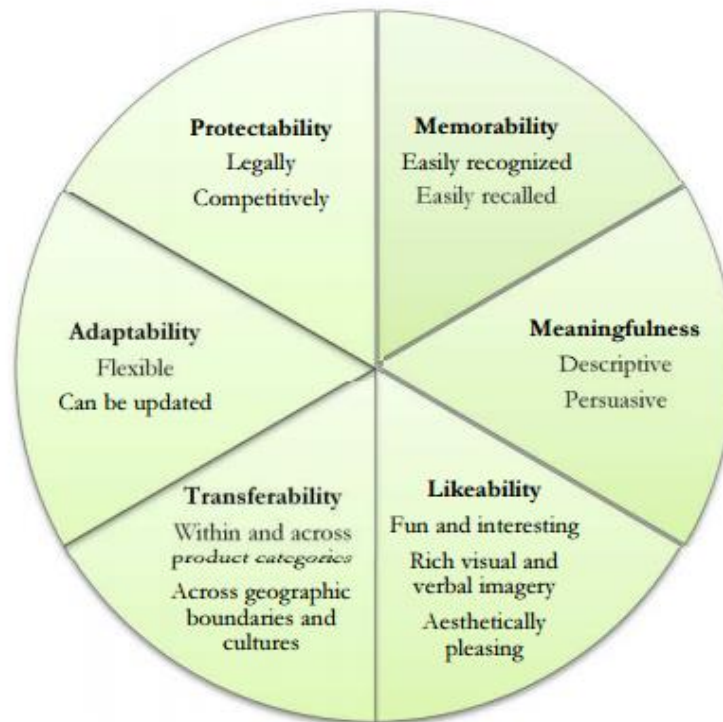 Protectability
Legally
Competitively
Memorability
Easily recognized
Easily recalled
Meaningfulness
Descriptive
Persuasive
Likeability
Fun and interesting
Rich visual and
verbal imagery
Aesthetically
pleasing
Transferability
Within and across
product categories
Across geographic
boundaries and
cultures
Adaptability
Flexible
Can be updated